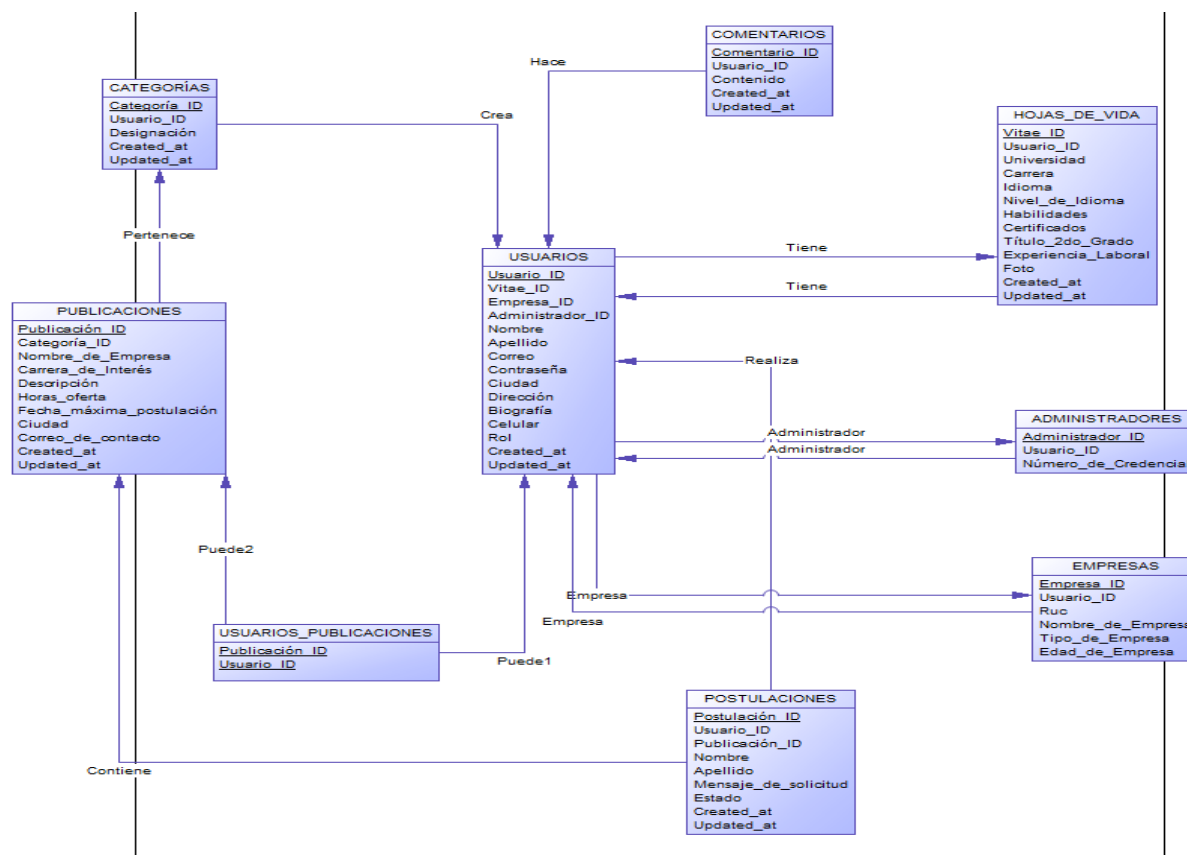 COMENTARIOS
Comentario_ID
Usuario_ID
Contenido
Created_at
Updated_at
Hace
CATEGORÍAS
Categoría_ID
Usuario_ID
Designación
Created_at
Updated_at
Crea
HOJAS_DE_VIDA
Vitae_ID
Usuario_ID
Universidad
Carrera
Idioma
Nivel_de_Idioma
Habilidades
Certificados
Título_2do_Grado
Experiencia_Laboral
Foto
Created_at
Updated_at
Pertenece
Tiene
Tiene
USUARIOS
Usuario_ID
Vitae_ID
Empresa_ID
Administrador_ID
Nombre
Apellido
Correo
Contraseña
Ciudad
Dirección
Biografía
Celular
Rol
Created_at
Updated_at
PUBLICACIONES
Publicación_ID
Categoría_ID
Nombre_de_Empresa
Carrera_de_Interés
Descripción
Horas_oferta
Fecha_máxima_postulación
Ciudad
Correo_de_contacto
Created_at
Updated_at
Realiza
Administrador
Administrador
ADMINISTRADORES
Administrador_ID
Usuario_ID
Número_de_Credencia
Puede2
EMPRESAS
Empresa_ID
Usuario_ID
Ruc
Nombre_de_Empresa
Tipo_de_Empresa
Edad_de_Empresa
Empresa
Empresa
USUARIOS_PUBLICACIONES
Publicación_ID
Usuario_ID
Puede1
POSTULACIONES
Postulación_ID
Usuario_ID
Publicación_ID
Nombre
Apellido
Mensaje_de_solicitud
Estado
Created_at
Updated_at
Contiene